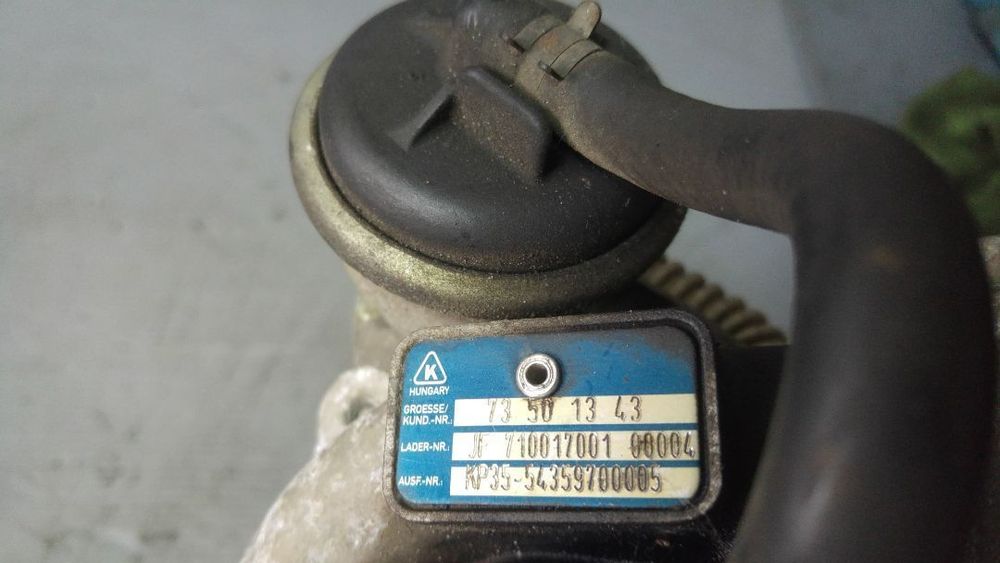 K
HUNGARY
GROESSE/
KUND.-NR.: 73 50 13 43
LADER-NR.: JF 710017001 00004
AUSF.-NR.: KP35-54359700005